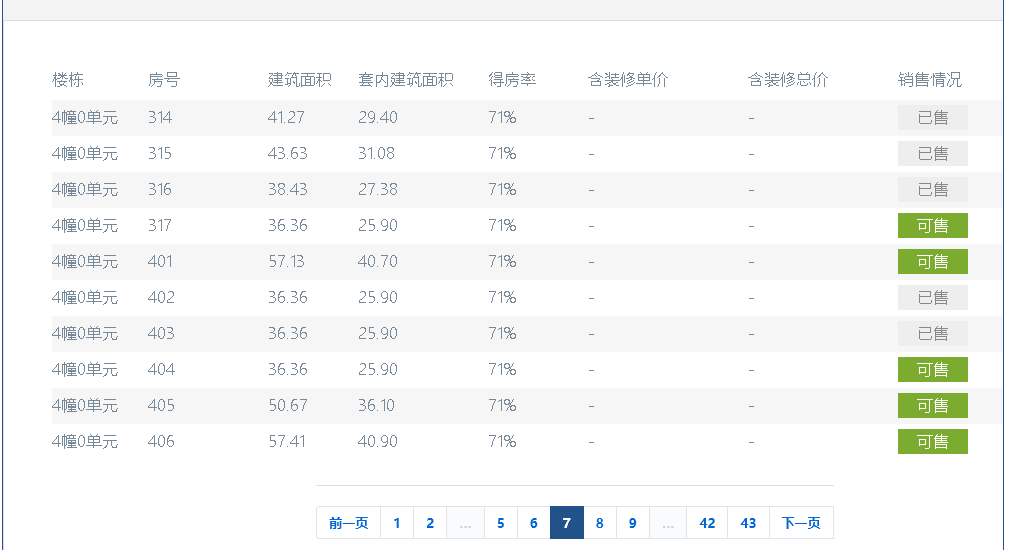 楼栋 房号 建筑面积 套内建筑面积 得房率 含装修单价 含装修总价 销售情况
4幢0单元 314 41.27 29.40 71% - - 已售
4幢0单元 315 43.63 31.08 71% - - 已售
4幢0单元 316 38.43 27.38 71% - - 已售
4幢0单元 317 36.36 25.90 71% - - 可售
4幢0单元 401 57.13 40.70 71% - - 可售
4幢0单元 402 36.36 25.90 71% - - 已售
4幢0单元 403 36.36 25.90 71% - - 已售
4幢0单元 404 36.36 25.90 71% - - 可售
4幢0单元 405 50.67 36.10 71% - - 可售
4幢0单元 406 57.41 40.90 71% - - 可售
前一页 1 2 ... 5 6 7 8 9 ... 42 43 下一页